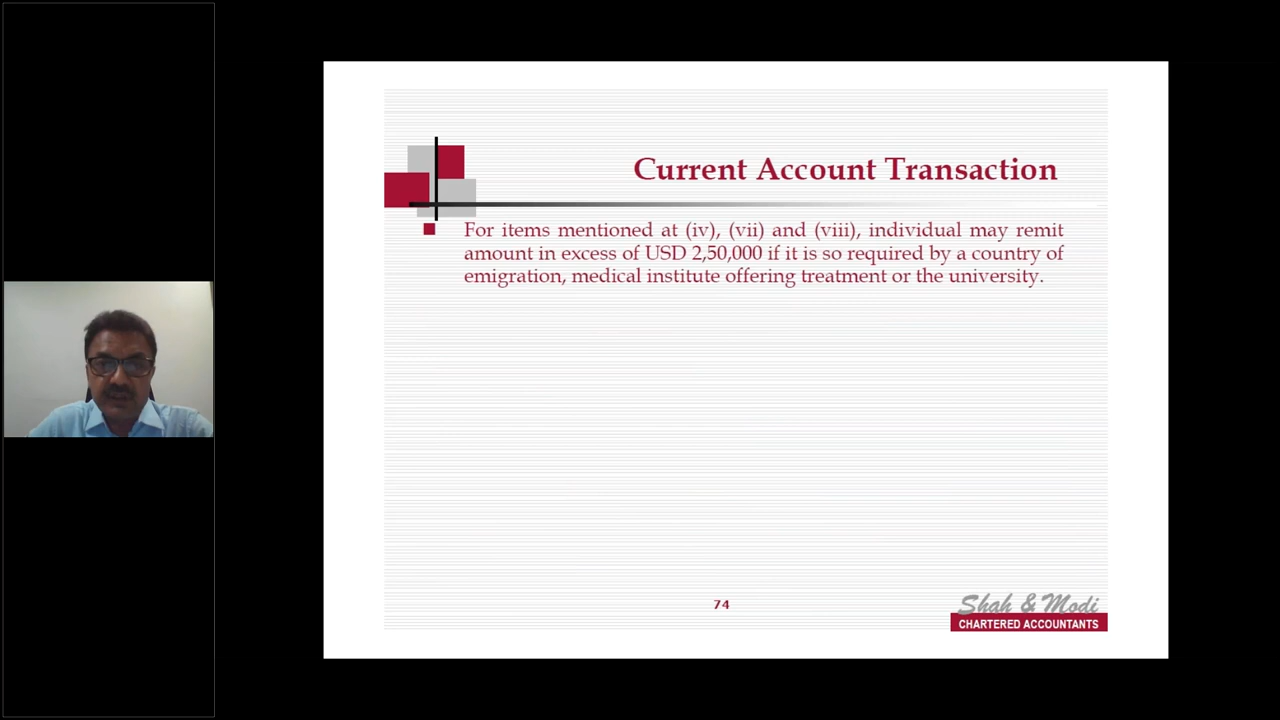 Current Account Transaction
For items mentioned at (iv), (vii) and (viii), individual may remit
amount in excess of USD 2,50,000 if it is so required by a country of
emigration, medical institute offering treatment or the university.
74
Shah & Modi
CHARTERED ACCOUNTANTS